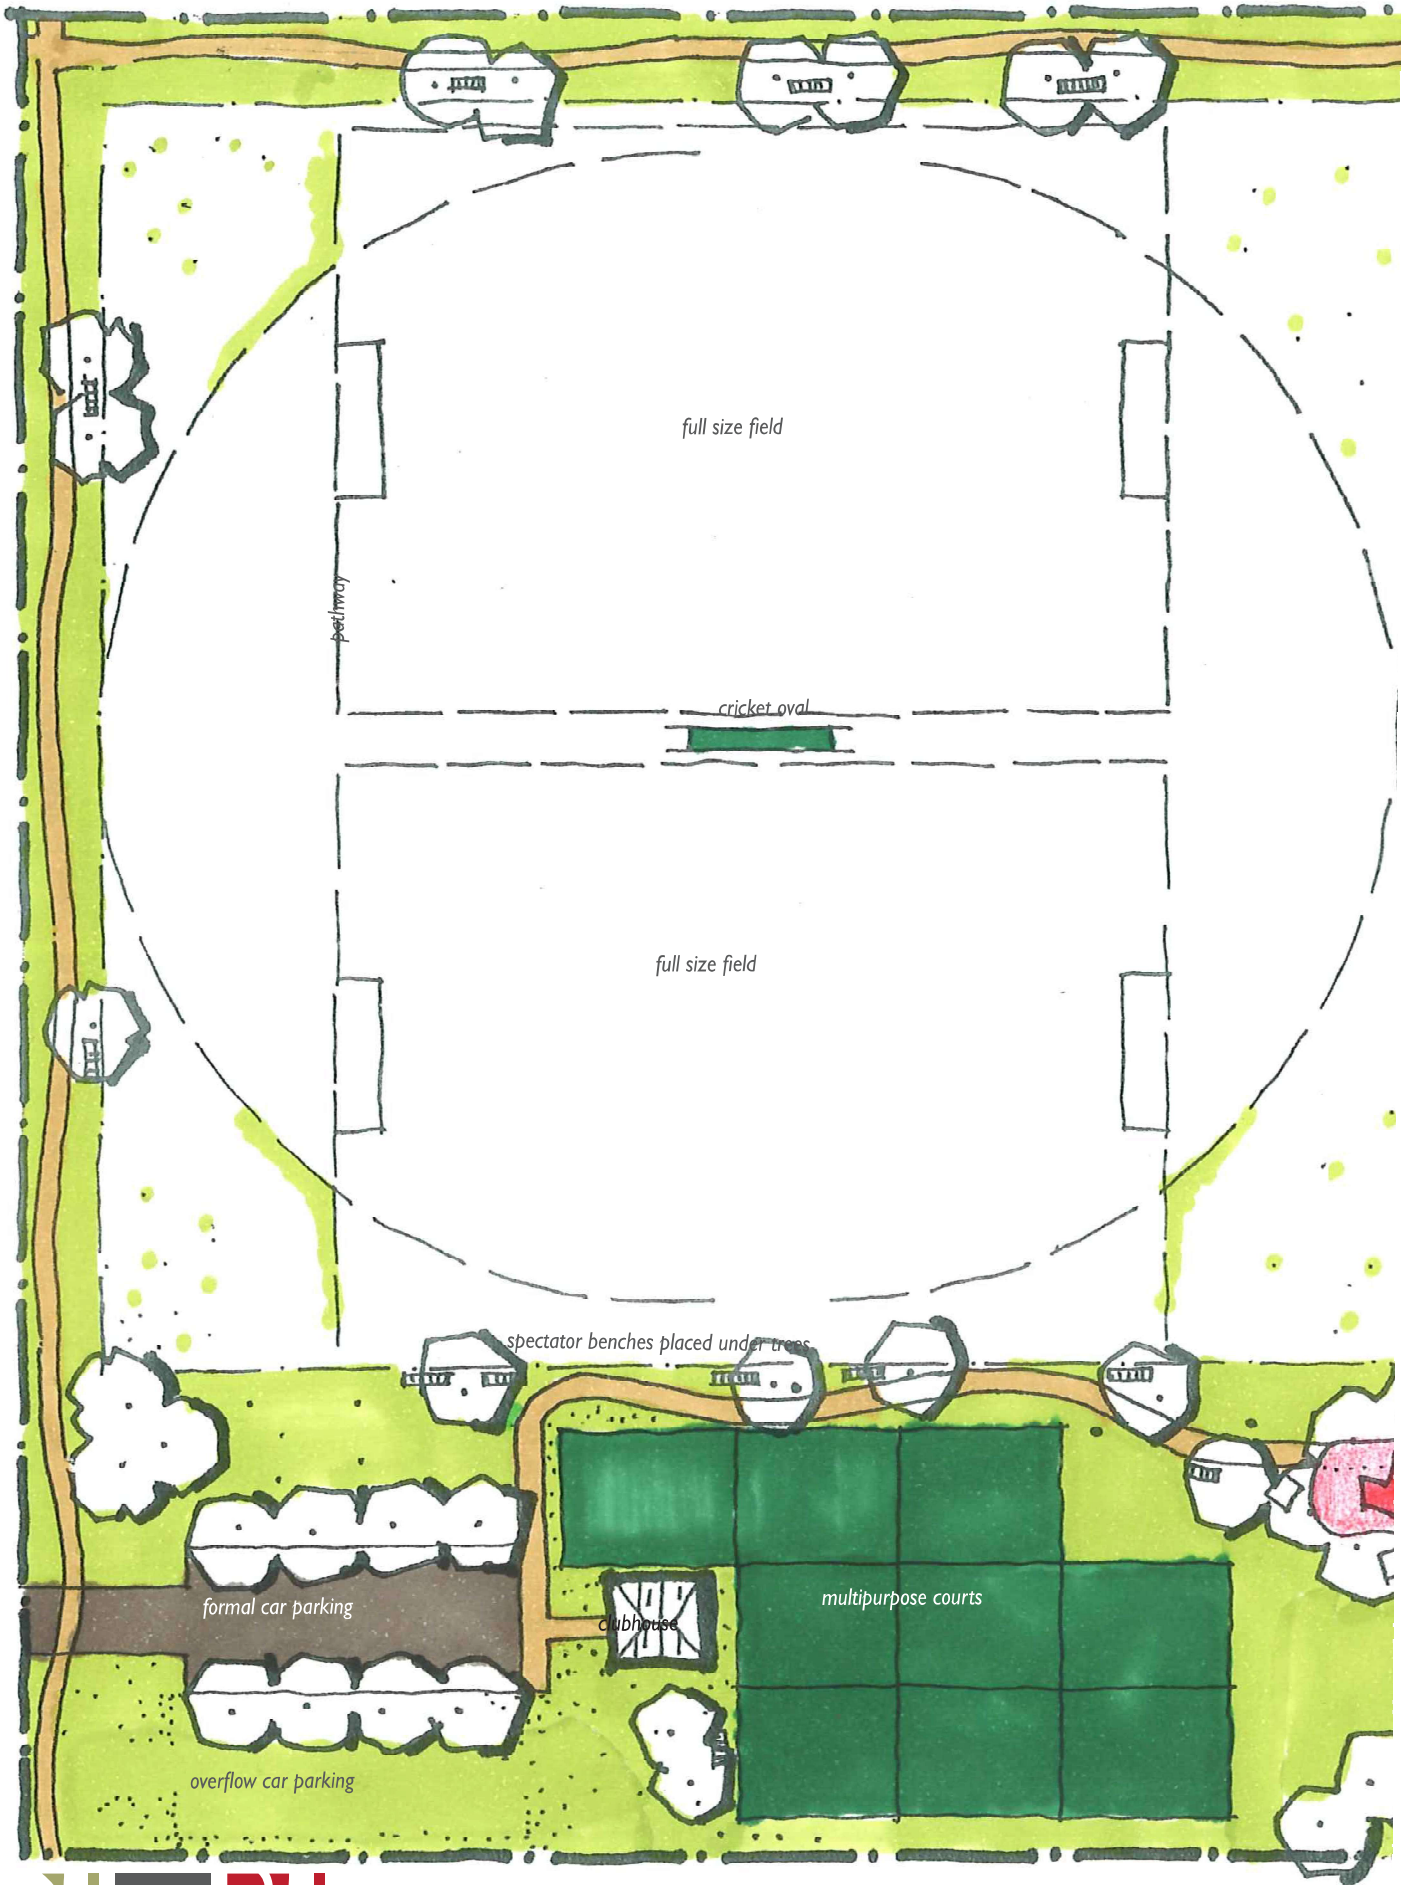 full size field
pathway
cricket oval
full size field
spectator benches placed under trees
formal car parking
multipurpose courts
clubhouse
overflow car parking